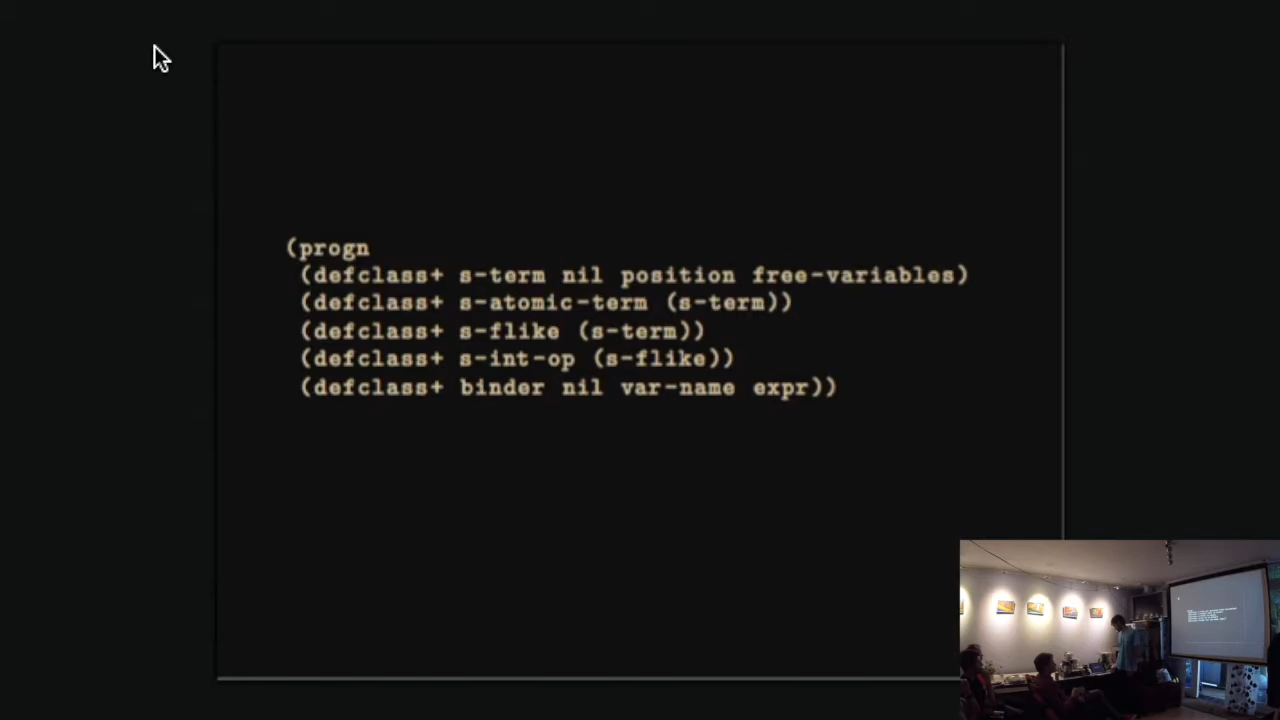 (progn
(defclass+ s-term nil position free-variables)
(defclass+ s-atomic-term (s-term))
(defclass+ s-flike (s-term))
(defclass+ s-int-op (s-flike))
(defclass+ binder nil var-name expr))